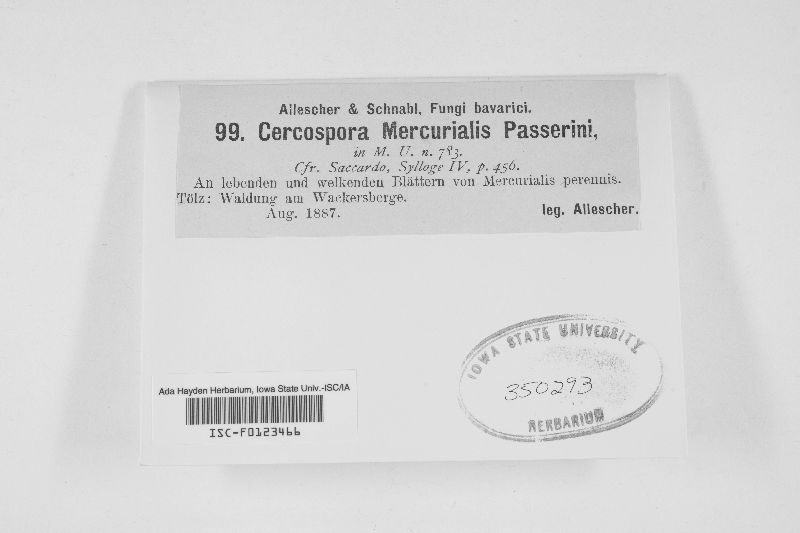 Allescher & Schnabl, Fungi bavarici.
99. Cercospora Mercurialis Passerini,
in M. U. n. 783.
Cfr. Saccardo, Sylloge IV, p. 456.
An lebenden und welkenden Blättern von Mercurialis perennis.
Tölz: Waldung am Wackersberge.
Aug. 1887.
leg. Allescher.
IOWA STATE UNIVERSITY
350293
HERBARIUM
Ada Hayden Herbarium, Iowa State Univ.-ISC/IA
ISC-F0123466